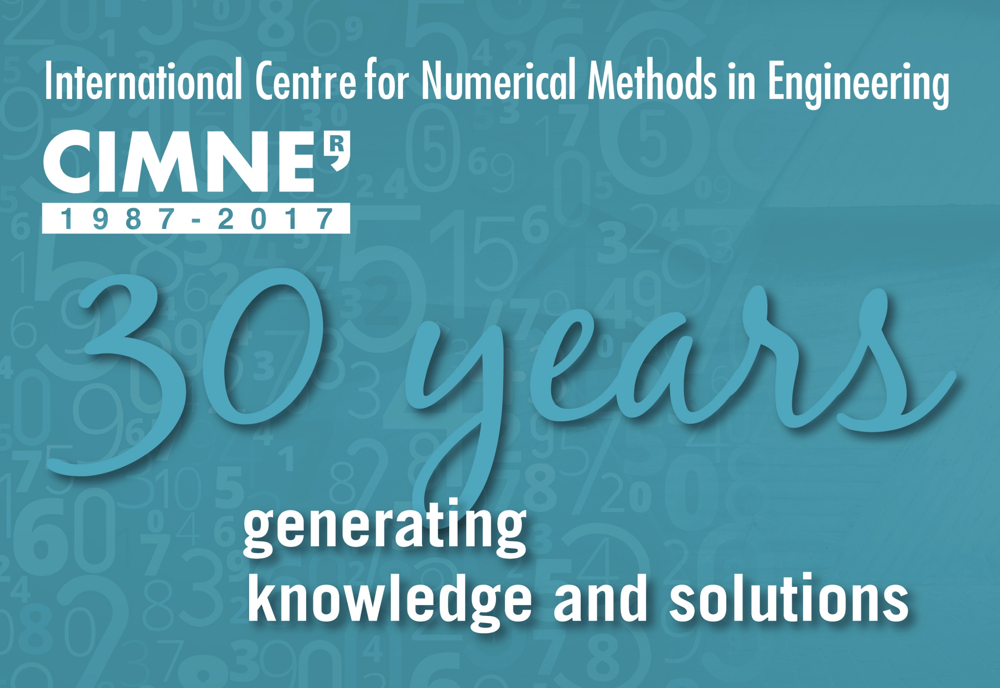 International Centre for Numerical Methods in Engineering
CIMNE R
1987-2017
30 years
generating
knowledge and solutions